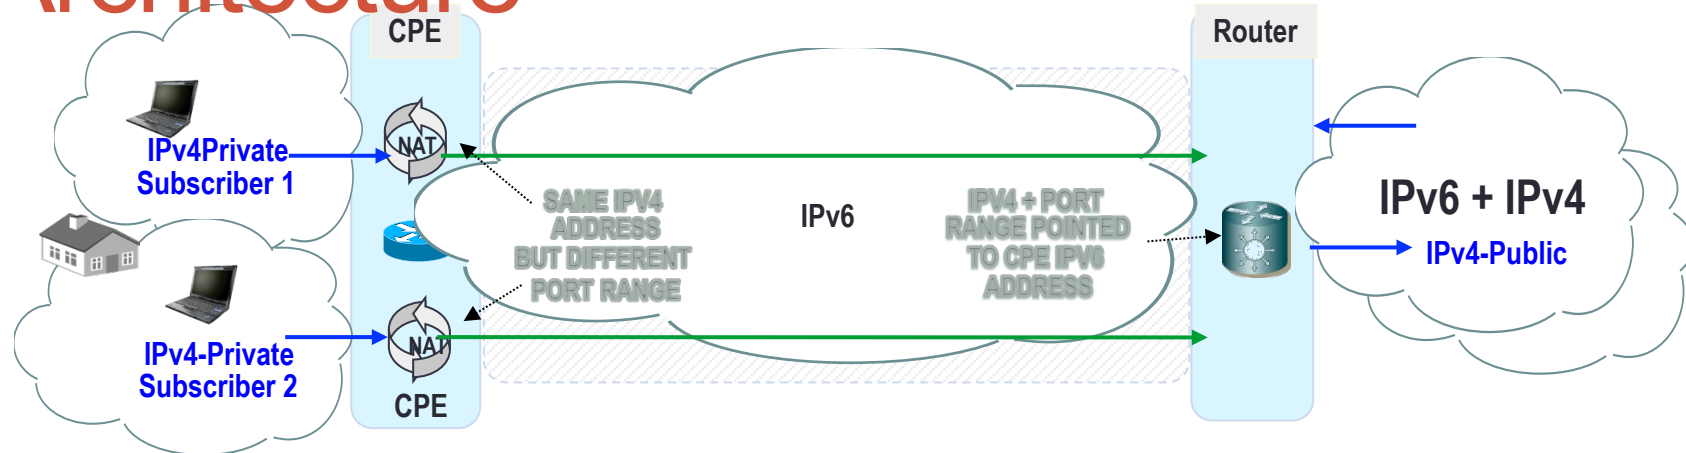 Architecture
CPE
Router
NAT
IPv4Private
Subscriber 1
SAME IPV4
ADDRESS
BUT DIFFERENT
PORT RANGE
IPv6
IPV4 + PORT
RANGE POINTED
TO CPE IPV6
ADDRESS
IPv6 + IPv4
IPv4-Public
NAT
IPv4-Private
Subscriber 2
CPE